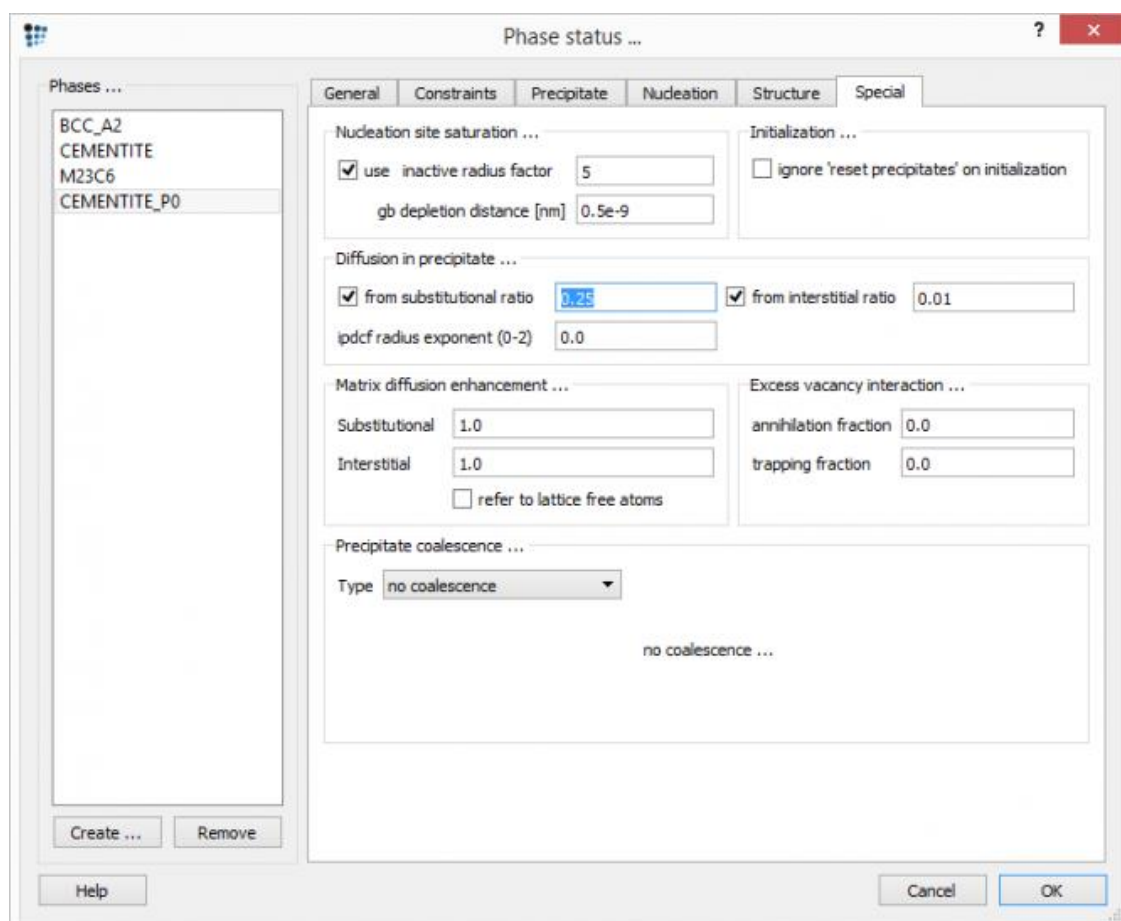 Phase status ...
?
Phases ...
BCC_A2
CEMENTITE
M23C6
CEMENTITE_P0
Create ...
Remove
General
Constraints
Precipitate
Nucleation
Structure
Special
Nucleation site saturation ...
use inactive radius factor 5
gb depletion distance [nm] 0.5e-9
Initialization ...
ignore 'reset precipitates' on initialization
Diffusion in precipitate ...
from substitutional ratio 0.25
from interstitial ratio 0.01
ipdcf radius exponent (0-2) 0.0
Matrix diffusion enhancement ...
Substitutional 1.0
Interstitial 1.0
refer to lattice free atoms
Excess vacancy interaction ...
annihilation fraction 0.0
trapping fraction 0.0
Precipitate coalescence ...
Type no coalescence
no coalescence ...
Help
Cancel
OK